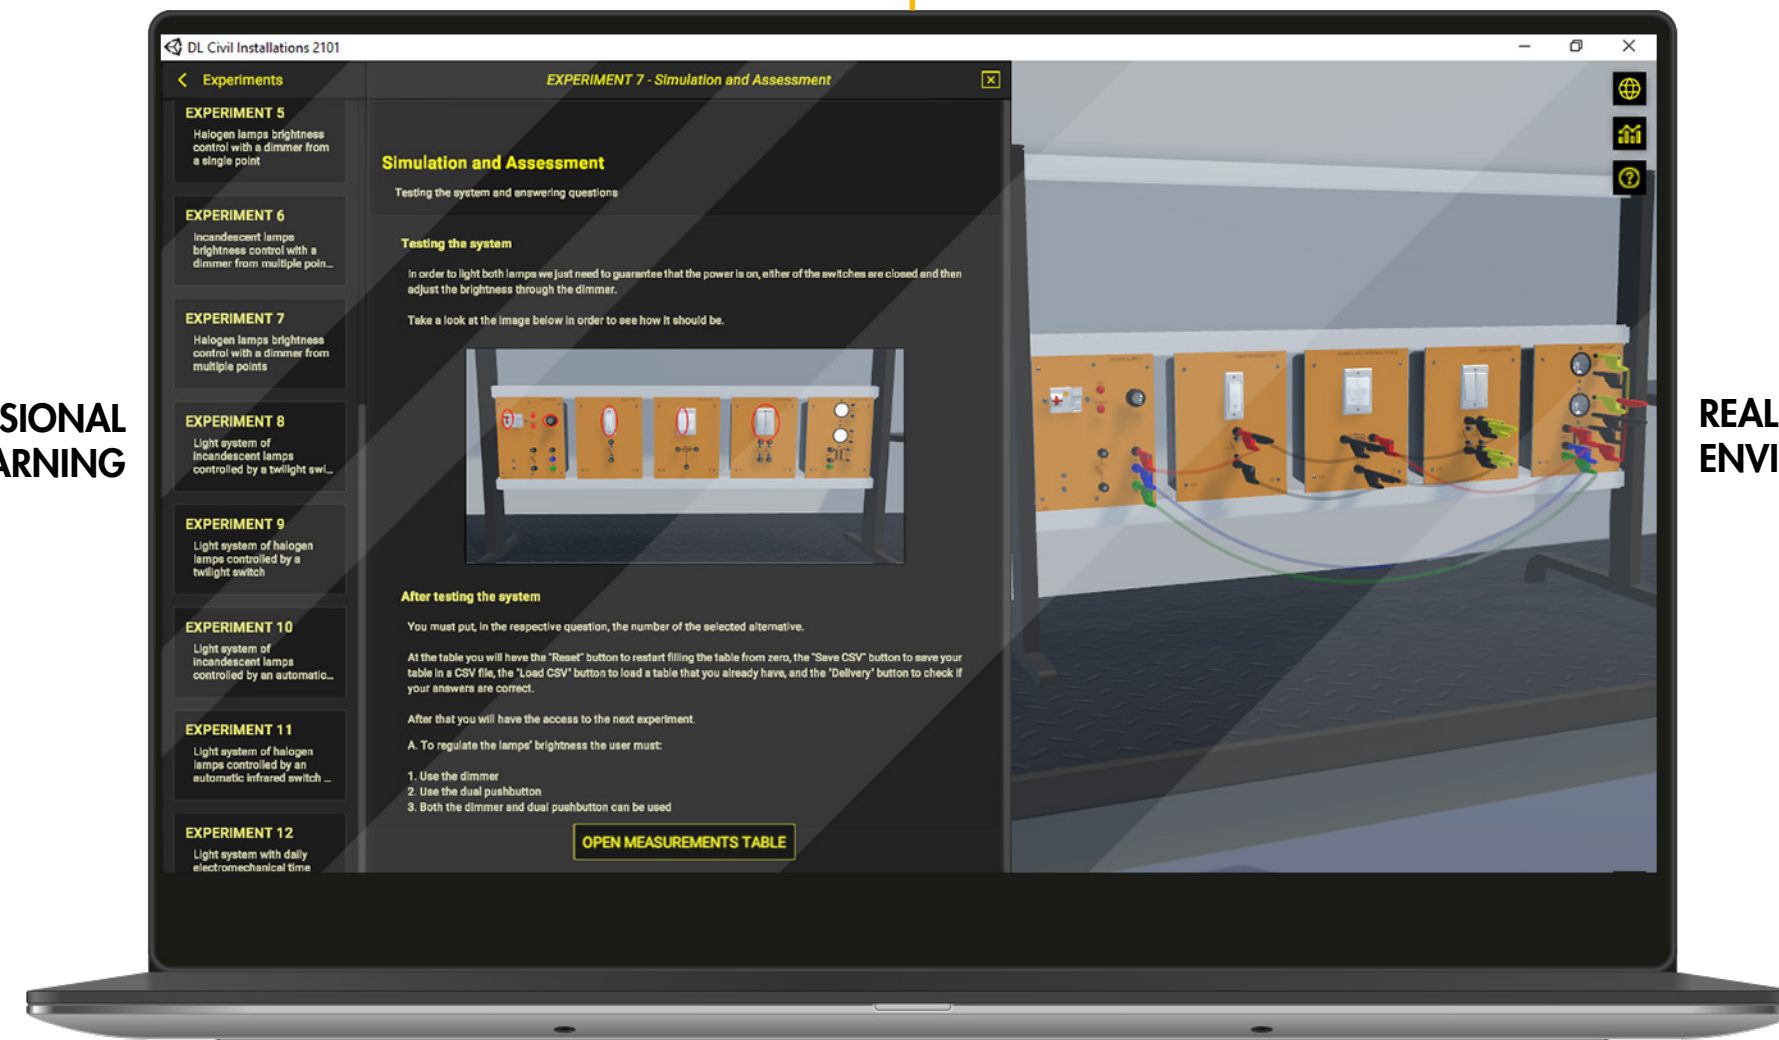 DL Civil Installations 2101
Experiments
EXPERIMENT 5
Halogen lamps brightness
control with a dimmer from
a single point
EXPERIMENT 6
Incandescent lamps
brightness control with a
dimmer from multiple poin...
EXPERIMENT 7
Halogen lamps brightness
control with a dimmer from
multiple points
EXPERIMENT 8
Light system of
incandescent lamps
controlled by a twilight swi...
EXPERIMENT 9
Light system of halogen
lamps controlled by a
twilight switch
EXPERIMENT 10
Light system of
incandescent lamps
controlled by an automatic...
EXPERIMENT 11
Light system of halogen
lamps controlled by an
automatic infrared switch ...
EXPERIMENT 12
Light system with daily
electromechanical time
EXPERIMENT 7 - Simulation and Assessment
Simulation and Assessment
Testing the system and answering questions
Testing the system
In order to light both lamps we just need to guarantee that the power is on, either of the switches are closed and then
adjust the brightness through the dimmer.
Take a look at the image below in order to see how it should be.
After testing the system
You must put, in the respective question, the number of the selected alternative.
At the table you will have the "Reset" button to restart filling the table from zero, the "Save CSV" button to save your
table in a CSV file, the "Load CSV" button to load a table that you already have, and the "Delivery" button to check if
your answers are correct.
After that you will have the access to the next experiment.
A. To regulate the lamps' brightness the user must:
1. Use the dimmer
2. Use the dual pushbutton
3. Both the dimmer and dual pushbutton can be used
OPEN MEASUREMENTS TABLE
SIONAL
ARNING
REAL
ENVI